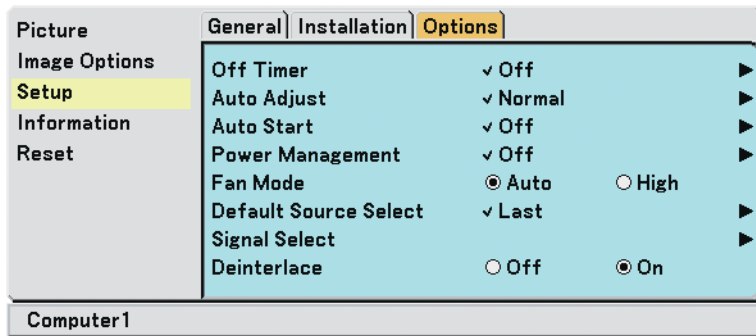 Picture
Image Options
Setup
Information
Reset
General Installation Options
Off Timer ✓ Off
Auto Adjust ✓ Normal
Auto Start ✓ Off
Power Management ✓ Off
Fan Mode Auto High
Default Source Select ✓ Last
Signal Select
Deinterlace Off On
Computer1